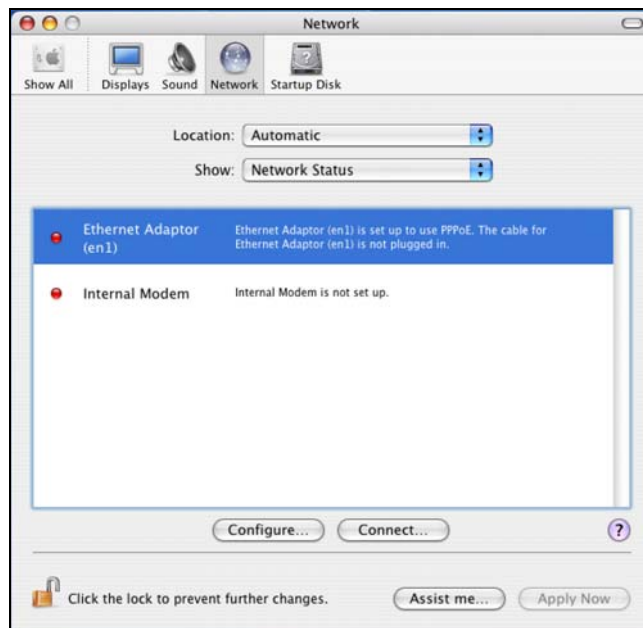 Network
Show All Displays Sound Network Startup Disk
Location: Automatic
Show: Network Status
Ethernet Adaptor (en1)
Ethernet Adaptor (en1) is set up to use PPPoE. The cable for
Ethernet Adaptor (en1) is not plugged in.
Internal Modem
Internal Modem is not set up.
Configure... Connect... ?
Click the lock to prevent further changes. Assist me... Apply Now